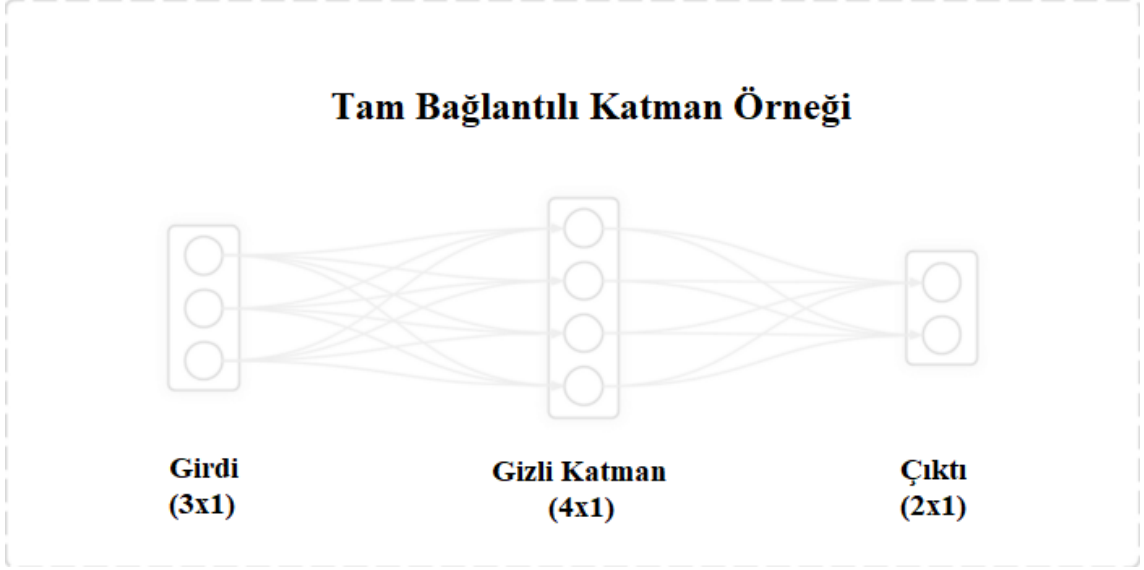 Tam Bağlantılı Katman Örneği
Girdi
(3x1)
Gizli Katman
(4x1)
Çıktı
(2x1)